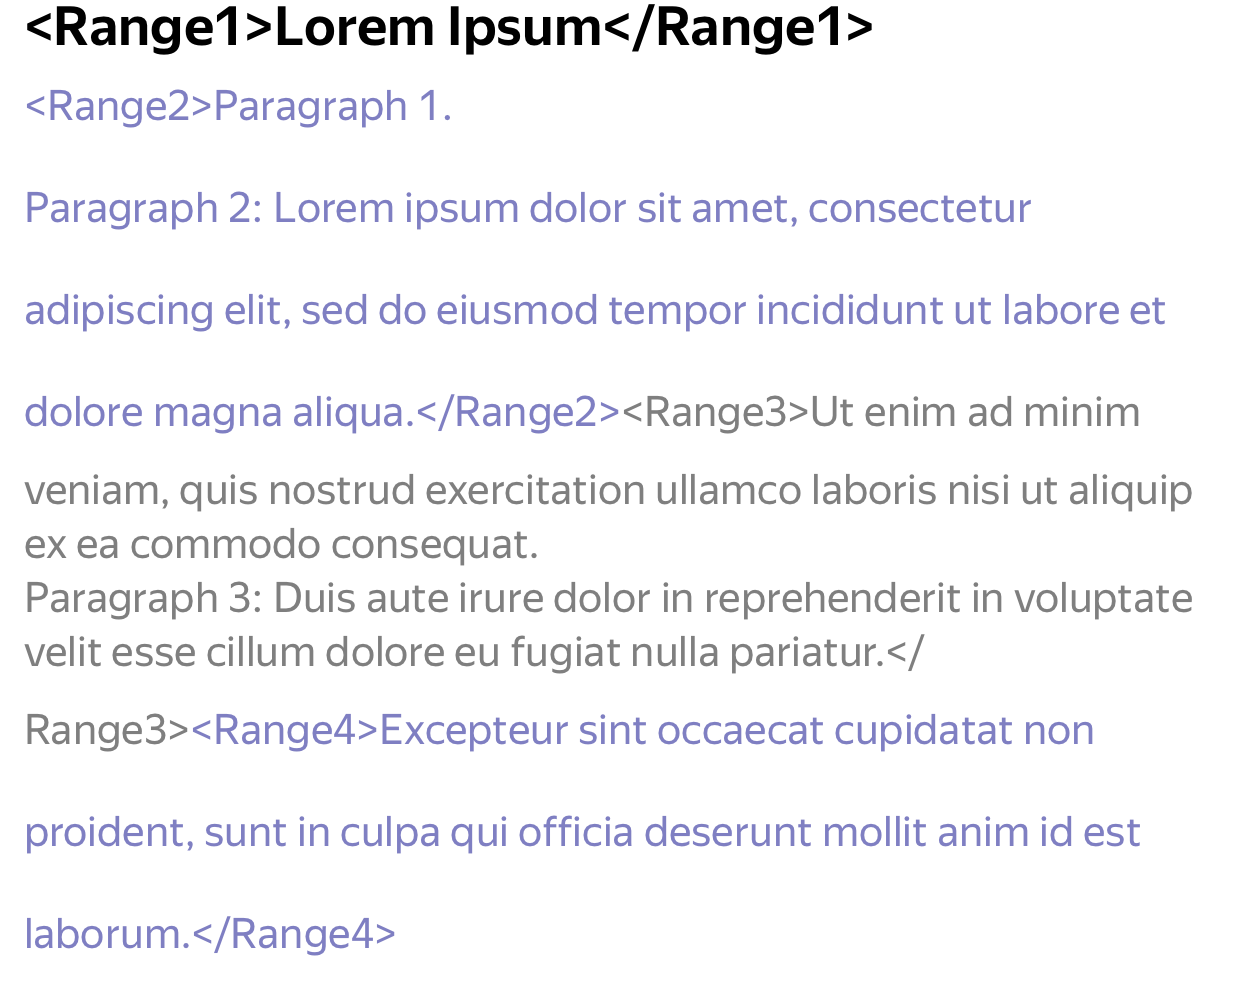 <Range1>Lorem Ipsum</Range1>
<Range2>Paragraph 1.
Paragraph 2: Lorem ipsum dolor sit amet, consectetur
adipiscing elit, sed do eiusmod tempor incididunt ut labore et
dolore magna aliqua.</Range2><Range3>Ut enim ad minim
veniam, quis nostrud exercitation ullamco laboris nisi ut aliquip
ex ea commodo consequat.
Paragraph 3: Duis aute irure dolor in reprehenderit in voluptate
velit esse cillum dolore eu fugiat nulla pariatur.</
Range3><Range4>Excepteur sint occaecat cupidatat non
proident, sunt in culpa qui officia deserunt mollit anim id est
laborum.</Range4>